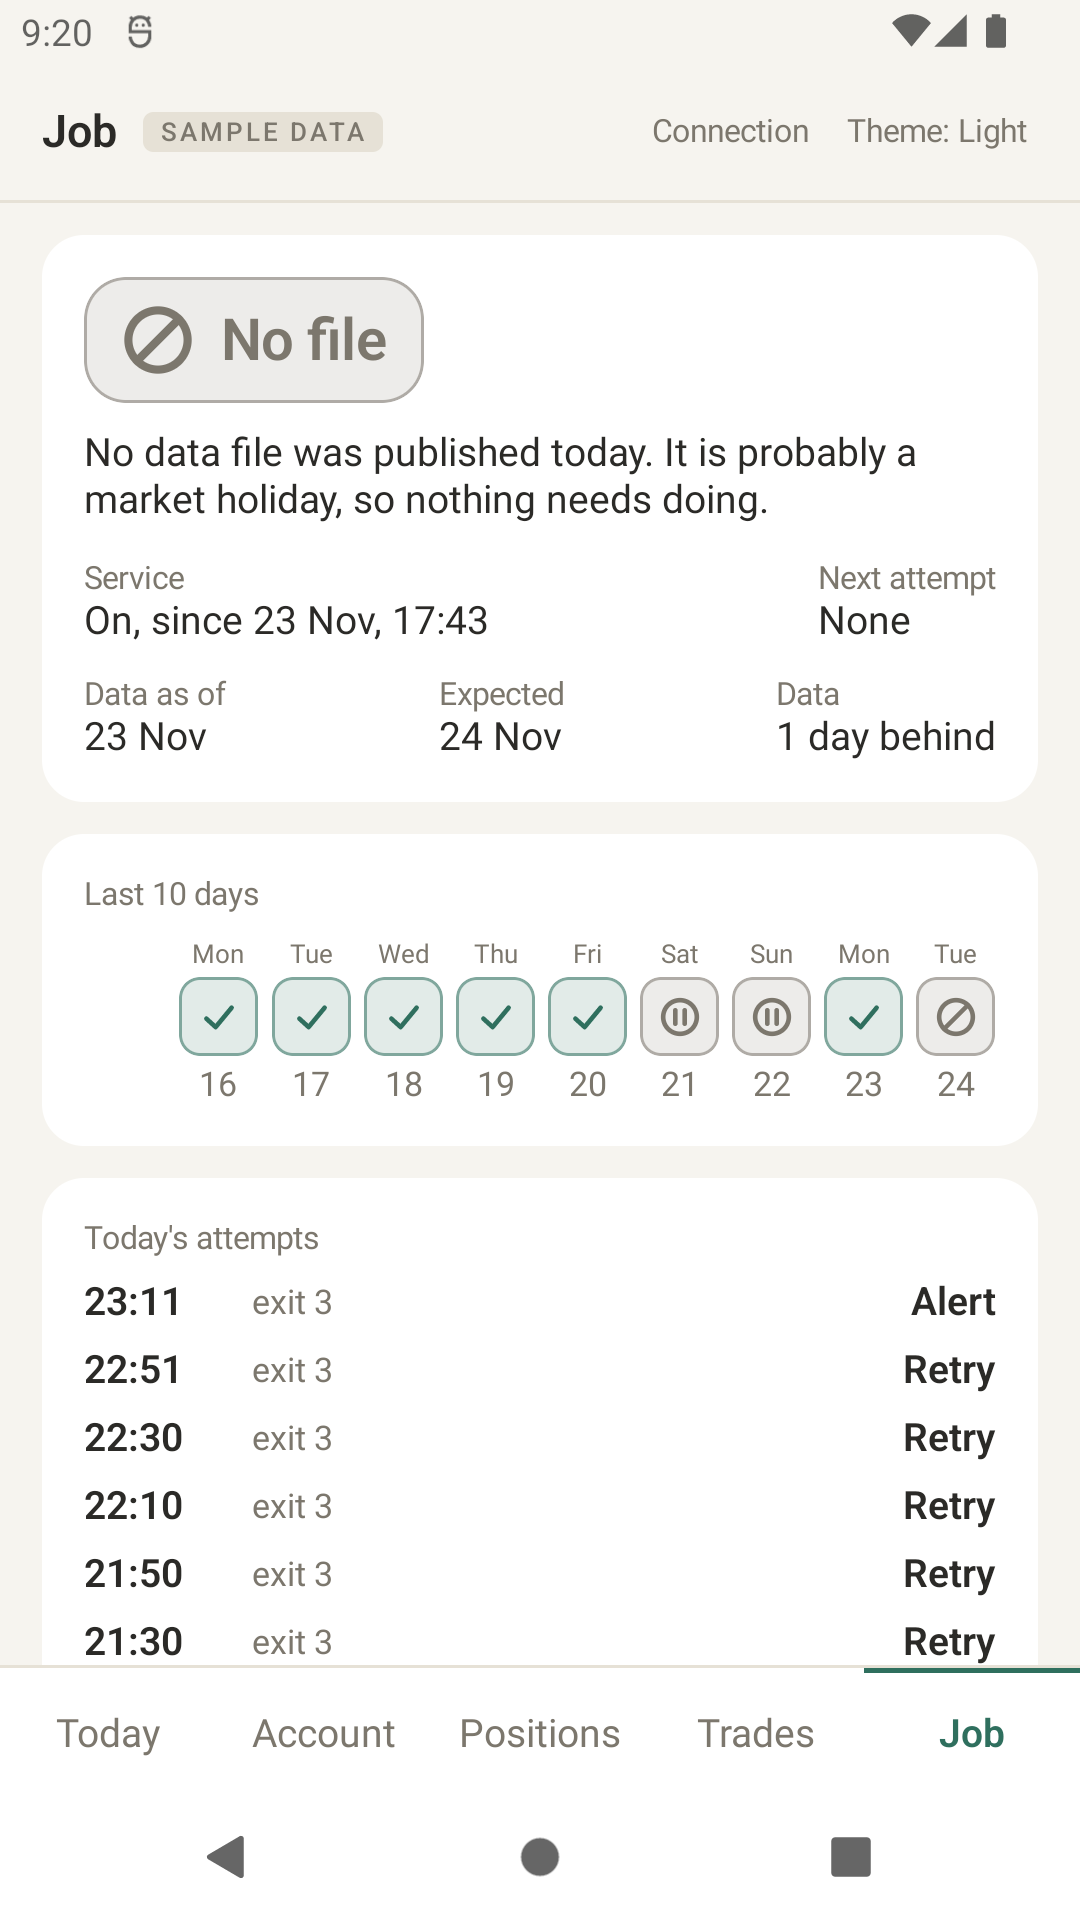 9:20
Job SAMPLE DATA Connection Theme: Light
No file
No data file was published today. It is probably a
market holiday, so nothing needs doing.
Service Next attempt
On, since 23 Nov, 17:43 None
Data as of Expected Data
23 Nov 24 Nov 1 day behind
Last 10 days
Mon Tue Wed Thu Fri Sat Sun Mon Tue
16 17 18 19 20 21 22 23 24
Today's attempts
23:11 exit 3 Alert
22:51 exit 3 Retry
22:30 exit 3 Retry
22:10 exit 3 Retry
21:50 exit 3 Retry
21:30 exit 3 Retry
Today Account Positions Trades Job